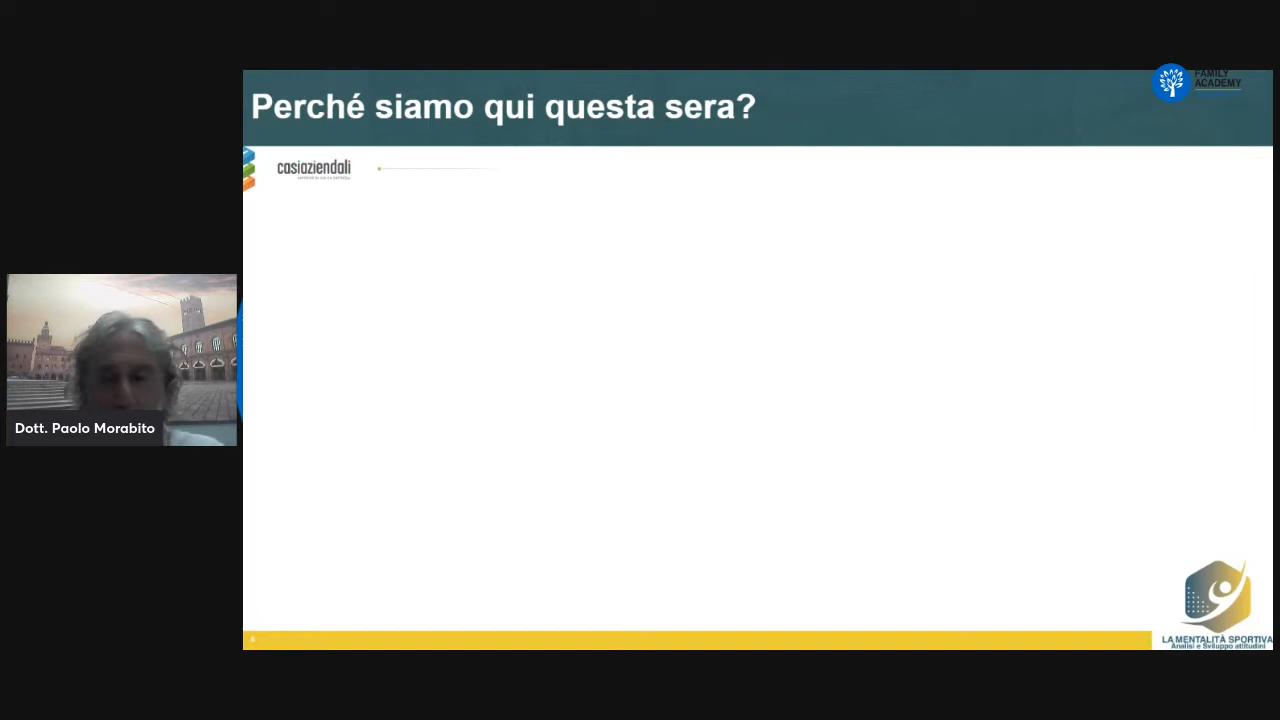 Perché siamo qui questa sera?
FAMILY
ACADEMY
casiaziendali
Dott. Paolo Morabito
LA MENTALITÀ SPORTIVA
Analisi e Sviluppo attitudini